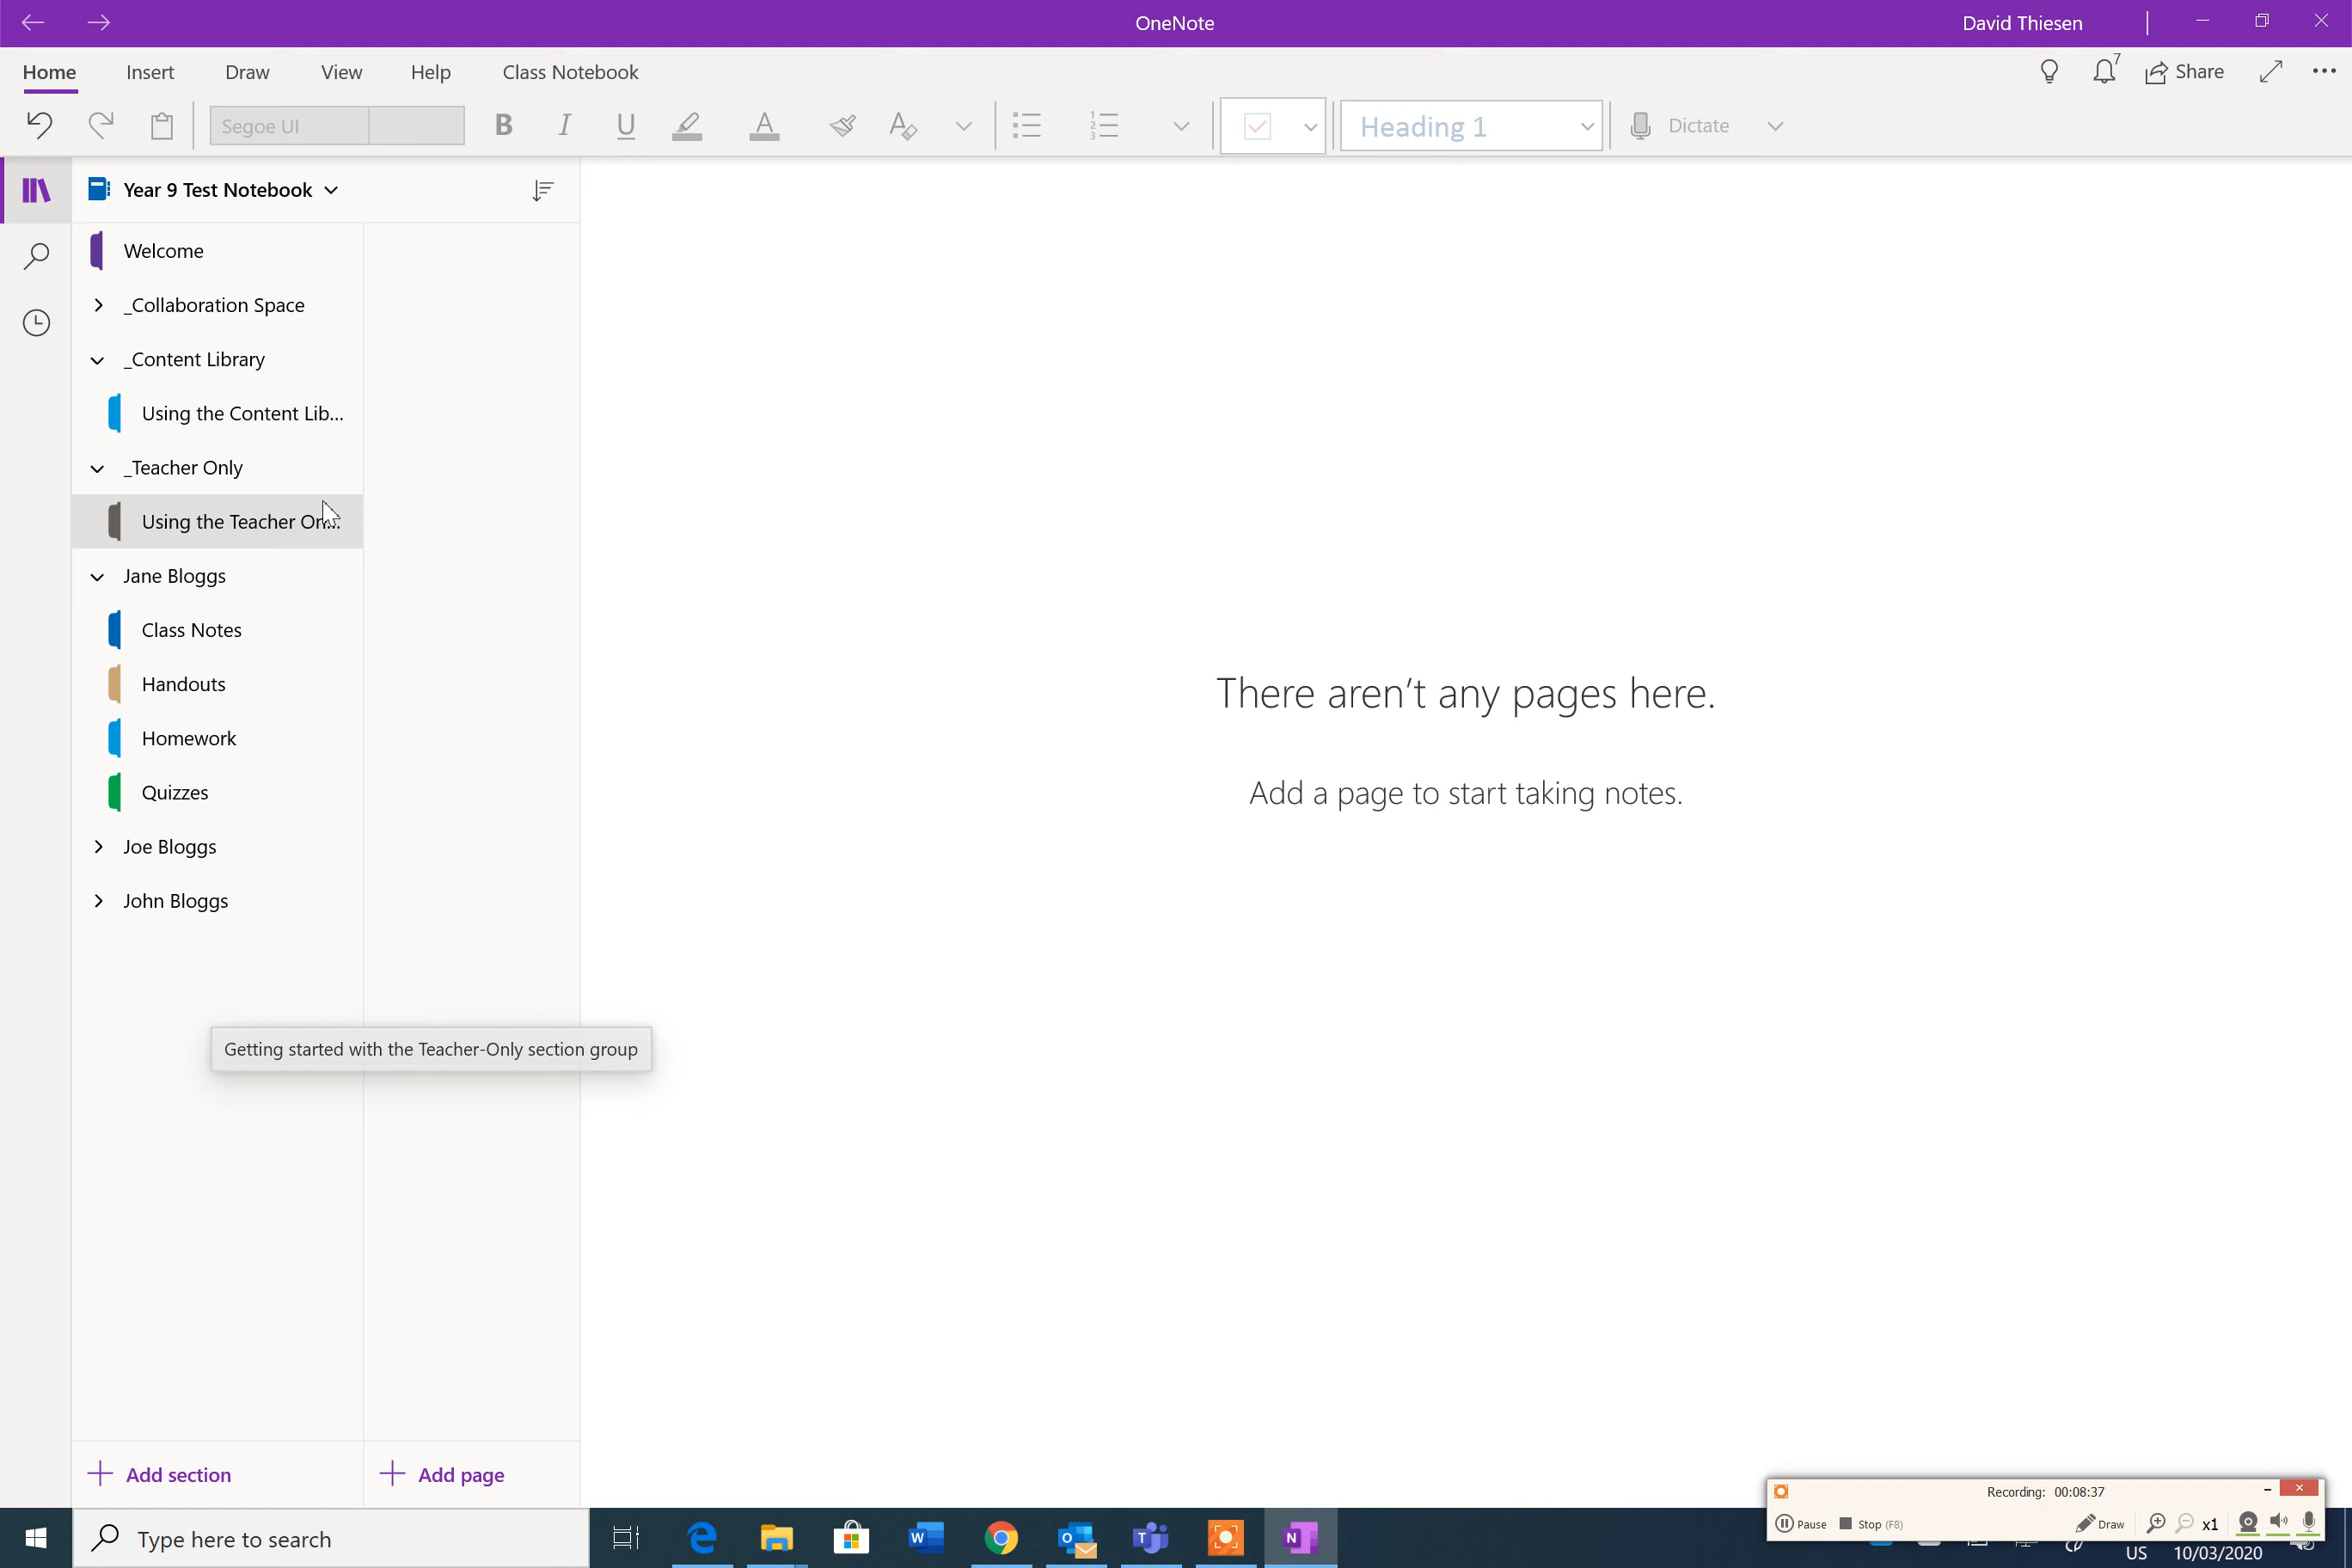 OneNote
David Thiesen
Home Insert Draw View Help Class Notebook
7
Share
Segoe UI
B I U A A
1
2
3
Heading 1
Dictate
Year 9 Test Notebook
Welcome
_Collaboration Space
_Content Library
Using the Content Lib...
_Teacher Only
Using the Teacher On...
Jane Bloggs
Class Notes
Handouts
Homework
Quizzes
Joe Bloggs
John Bloggs
There aren't any pages here.
Add a page to start taking notes.
Getting started with the Teacher-Only section group
Add section
Add page
Recording: 00:08:37
Pause Stop (F8) Draw x1
Type here to search
US 10/03/2020